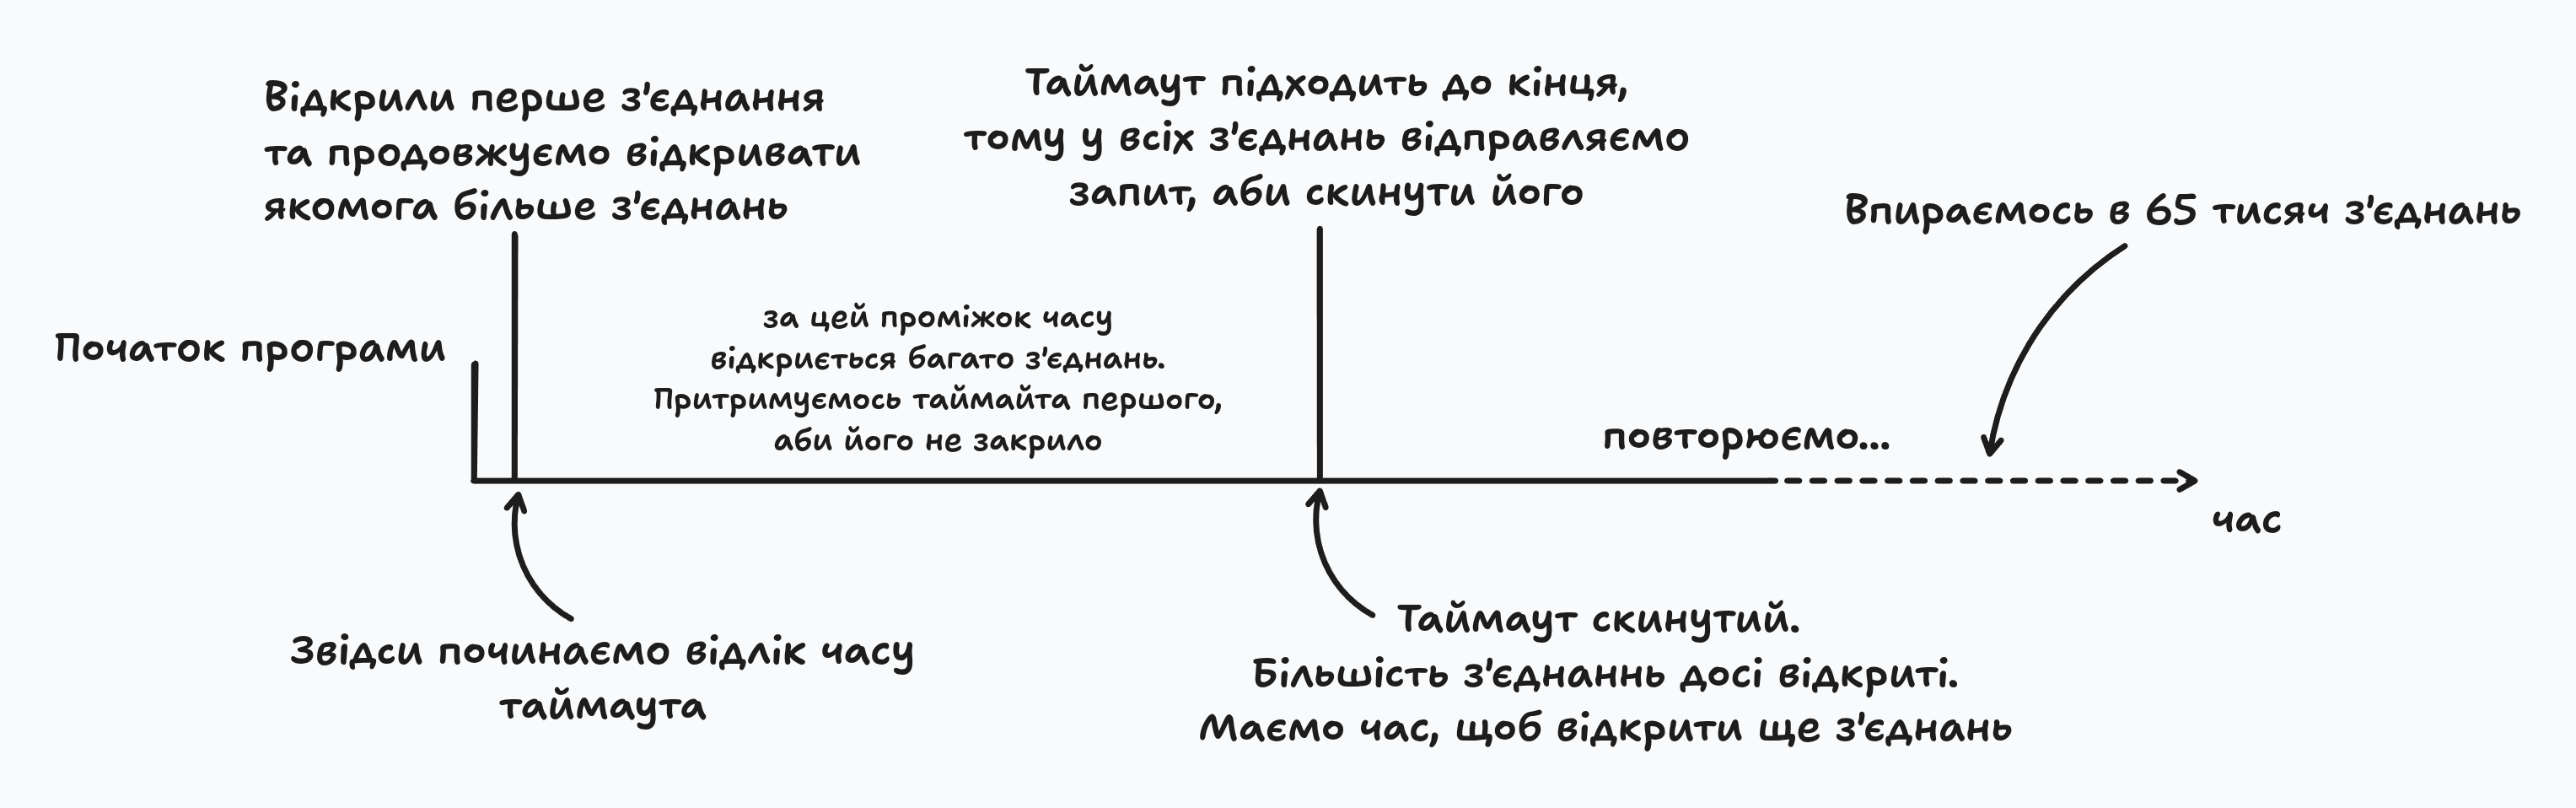 Відкрили перше з'єднання
та продовжуємо відкривати
якомога більше з'єднань
Таймаут підходить до кінця,
тому у всіх з'єднань відправляємо
запит, аби скинути його
Впираємось в 65 тисяч з'єднань
Початок програми
за цей проміжок часу
відкриється багато з'єднань.
Притримуємось таймайта першого,
аби його не закрило
повторюємо...
час
Звідси починаємо відлік часу
таймаута
Таймаут скинутий.
Більшість з'єднаннь досі відкриті.
Маємо час, щоб відкрити ще з'єднань